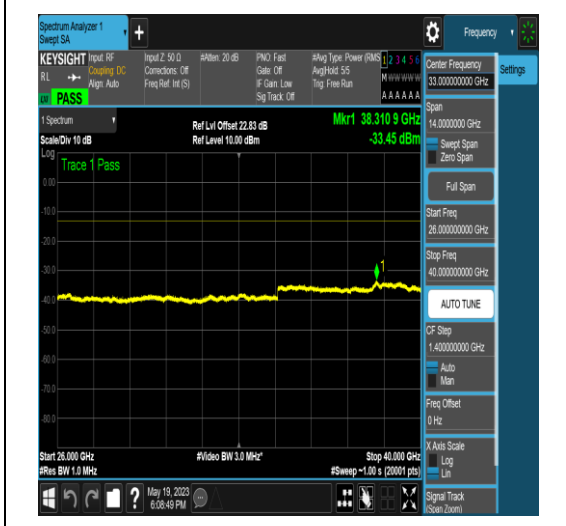 Spectrum Analyzer 1
Swept SA
Frequency
KEYSIGHT
RL
PASS
Input: RF
Coupling: DC
Align: Auto
Input Z: 50 Ω
Corrections: Off
Freq Ref: Int (S)
#Atten: 20 dB
PNO: Fast
Gate: Off
IF Gain: Low
Sig Track: Off
#Avg Type: Power (RMS)
Avg|Hold: 5/5
Trig: Free Run
1 2 3 4 5 6
M W W W W W
A A A A A A
1 Spectrum
Scale/Div 10 dB
Ref Lvl Offset 22.83 dB
Ref Level 10.00 dBm
Mkr1 38.310 9 GHz
-33.45 dBm
Log
Trace 1 Pass
0.00
-10.0
-20.0
-30.0
1
-40.0
-50.0
-60.0
-70.0
-80.0
Start 26.000 GHz
#Res BW 1.0 MHz
#Video BW 3.0 MHz*
Stop 40.000 GHz
#Sweep ~1.00 s (20001 pts)
May 19, 2023
6:08:49 PM
Center Frequency
33.000000000 GHz
Settings
Span
14.0000000 GHz
Swept Span
Zero Span
Full Span
Start Freq
26.000000000 GHz
Stop Freq
40.000000000 GHz
AUTO TUNE
CF Step
1.400000000 GHz
Auto
Man
Freq Offset
0 Hz
X Axis Scale
Log
Lin
Signal Track
(Span Zoom)